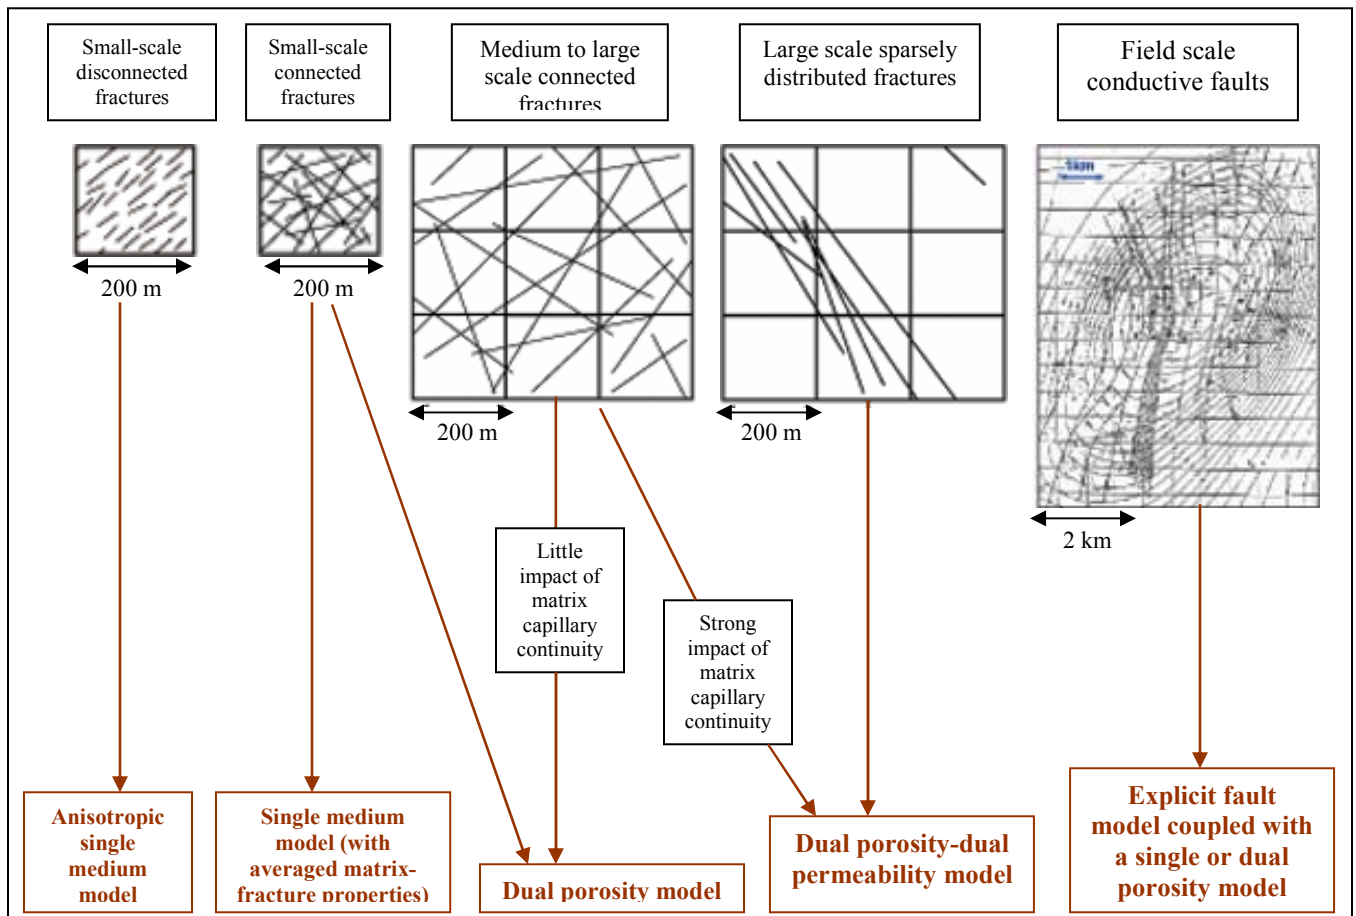 Small-scale
disconnected
fractures
Small-scale
connected
fractures
Medium to large
scale connected
fractures
Large scale sparsely
distributed fractures
Field scale
conductive faults
1km
200 m
200 m
200 m
200 m
2 km
Little
impact of
matrix
capillary
continuity
Strong
impact of
matrix
capillary
continuity
Anisotropic
single
medium
model
Single medium
model (with
averaged matrix-
fracture properties)
Dual porosity model
Dual porosity-dual
permeability model
Explicit fault
model coupled with
a single or dual
porosity model